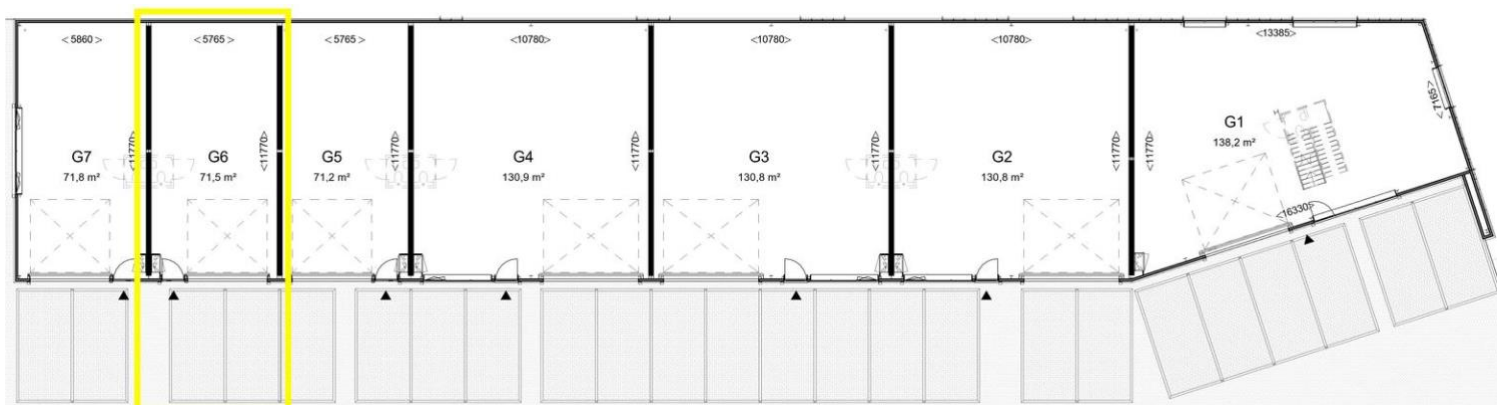 <5860>
<5765>
<5765>
<10780>
<10780>
<10780>
<13385>
<7165>
<11770>
<11770>
<11770>
<11770>
<11770>
<11770>
G7
71,8 m²
G6
71,5 m²
G5
71,2 m²
G4
130,9 m²
G3
130,8 m²
G2
130,8 m²
G1
138,2 m²
<16330>